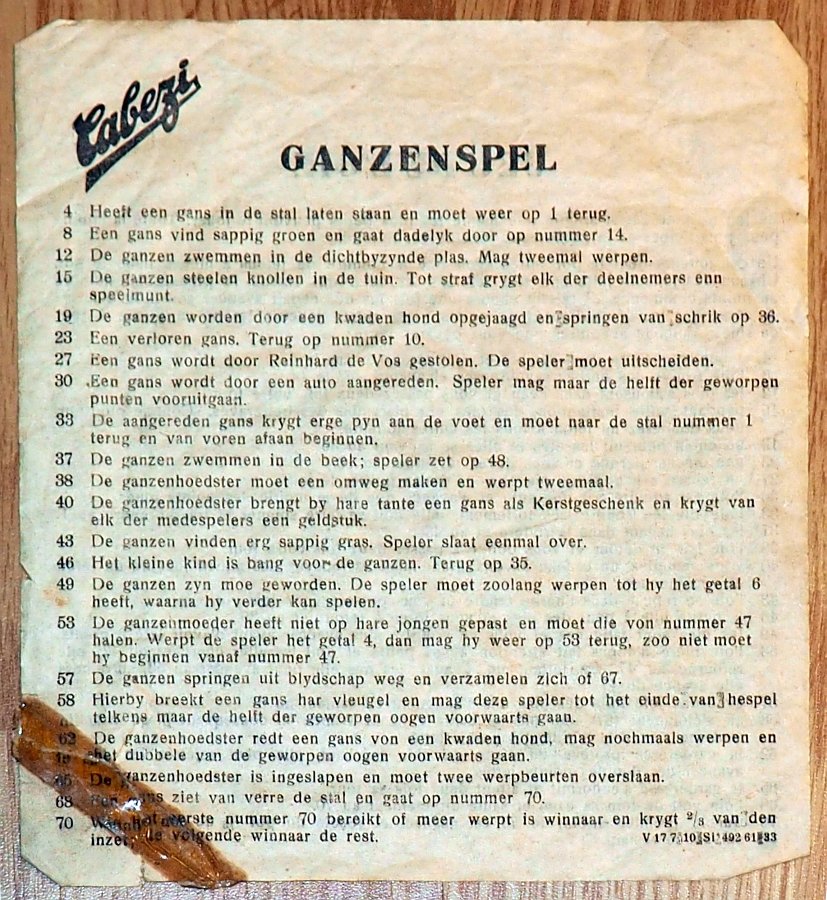 Cabezi
GANZENSPEL
4 Heeft een gans in de stal laten staan en moet weer op 1 terug.
8 Een gans vind sappig groen en gaat dadelyk door op nummer 14.
12 De ganzen zwemmen in de dichtbyzynde plas. Mag tweemal werpen.
15 De ganzen steelen knollen in de tuin. Tot straf grygt elk der deelnemers enn
speelmunt.
19 De ganzen worden door een kwaden hond opgejaagd en springen van schrik op 36.
23 Een verloren gans. Terug op nummer 10.
27 Een gans wordt door Reinhard de Vos gestolen. De speler moet uitscheiden.
30 Een gans wordt door een auto aangereden. Speler mag maar de helft der geworpen
punten vooruitgaan.
33 De aangereden gans krygt erge pyn aan de voet en moet naar de stal nummer 1
terug en van voren afaan beginnen.
37 De ganzen zwemmen in de beek; speler zet op 48.
38 De ganzenhoedster moet een omweg maken en werpt tweemaal.
40 De ganzenhoedster brengt by hare tante een gans als Kerstgeschenk en krygt van
elk der medespelers een geldstuk.
43 De ganzen vinden erg sappig gras. Speler slaat eenmal over.
46 Het kleine kind is bang voor de ganzen. Terug op 35.
49 De ganzen zyn moe geworden. De speler moet zoolang werpen tot hy het getal 6
heeft, waarna hy verder kan spelen.
53 De ganzenmoeder heeft niet op hare jongen gepast en moet die von nummer 47
halen. Werpt de speler het getal 4, dan mag hy weer op 53 terug, zoo niet moet
hy beginnen vanaf nummer 47.
57 De ganzen springen uit blydschap weg en verzamelen zich of 67.
58 Hierby breekt een gans har vleugel en mag deze speler tot het einde van hespel
telkens maar de helft der geworpen oogen voorwaarts gaan.
62 De ganzenhoedster redt een gans von een kwaden hond, mag nochmaals werpen en
het dubbele van de geworpen oogen voorwaarts gaan.
65 De ganzenhoedster is ingeslapen en moet twee werpbeurten overslaan.
68 Een gans ziet van verre de stal en gaat op nummer 70.
70 het eerste nummer 70 bereikt of meer werpt is winnaar en krygt 2/3 van den
inzet, de volgende winnaar de rest. V 17 7 10 St 492 61 33